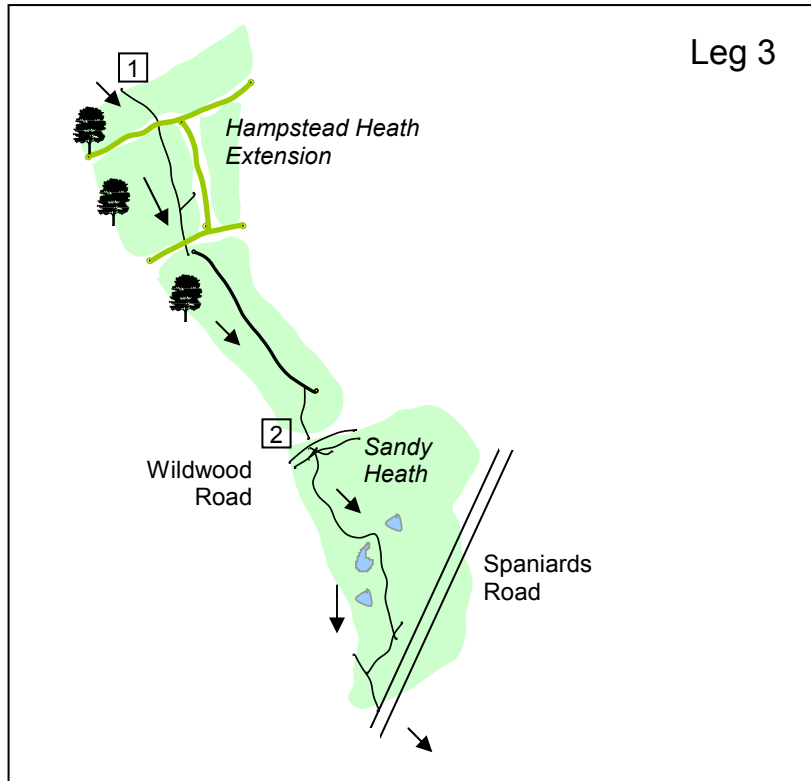 Leg 3
1
Hampstead Heath
Extension
2
Sandy
Heath
Wildwood
Road
Spaniards
Road